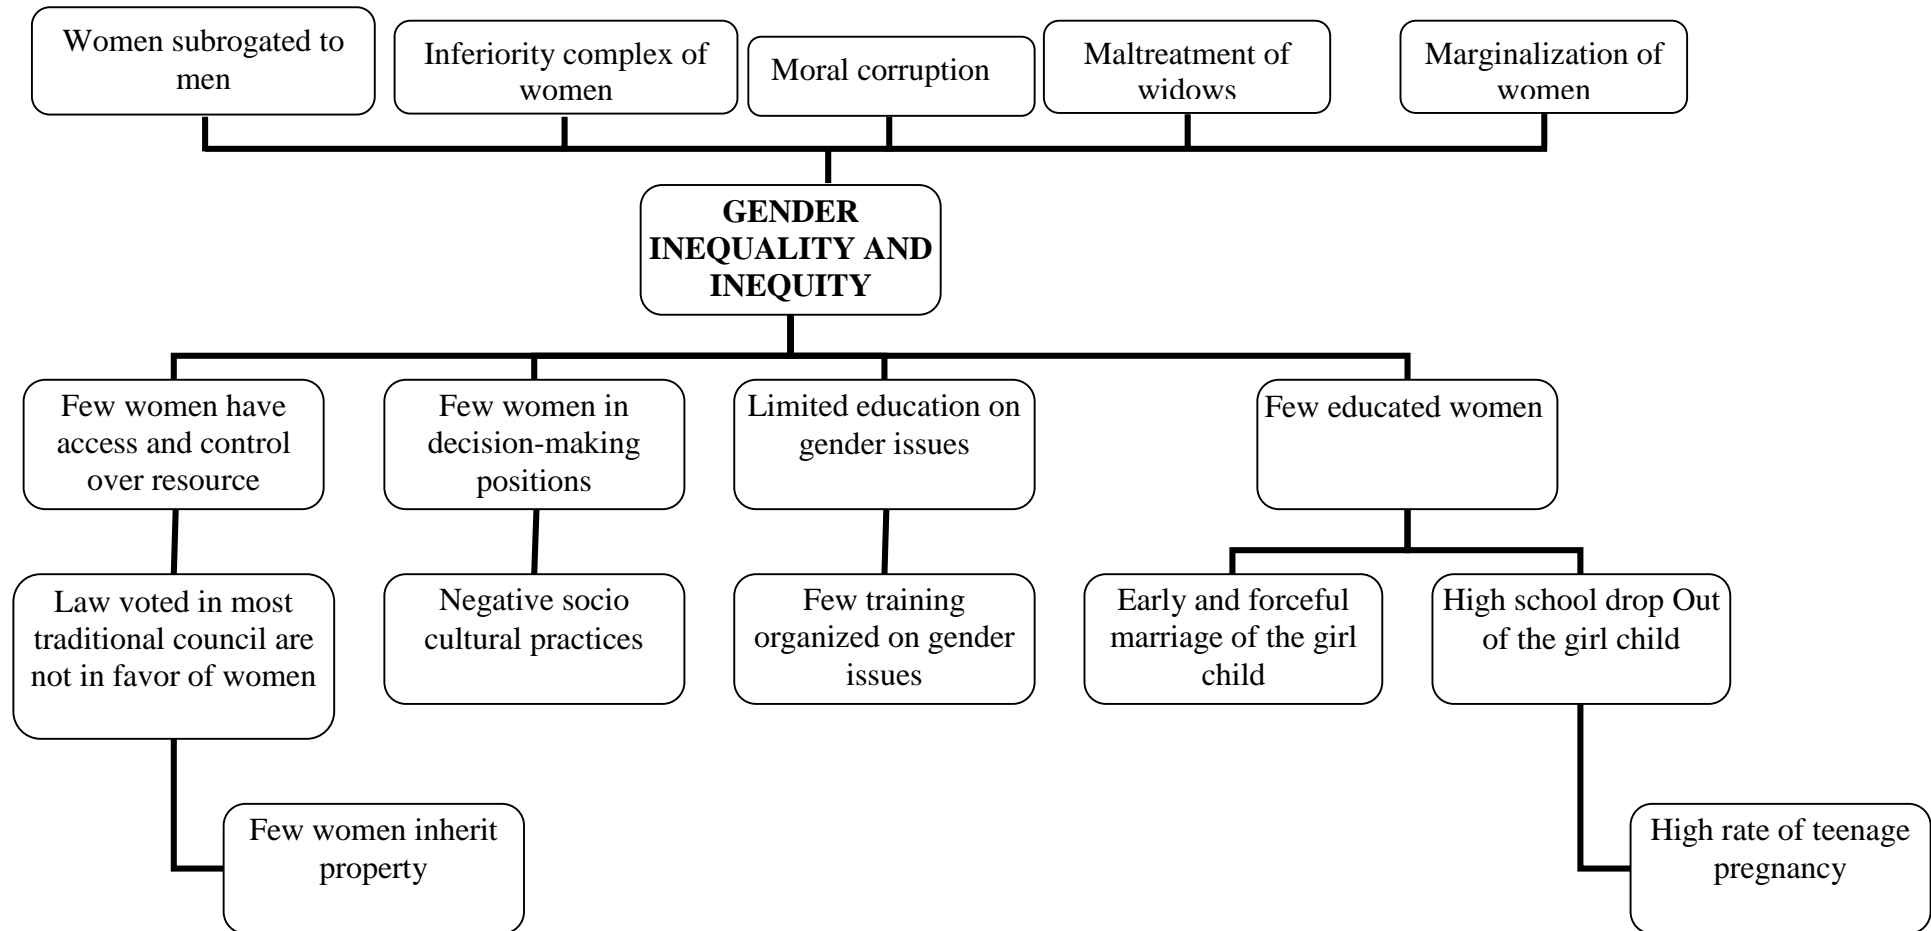 Women subrogated to
men
Inferiority complex of
women
Moral corruption
Maltreatment of
widows
Marginalization of
women
GENDER
INEQUALITY AND
INEQUITY
Few women have
access and control
over resource
Few women in
decision-making
positions
Limited education on
gender issues
Few educated women
Law voted in most
traditional council are
not in favor of women
Negative socio
cultural practices
Few training
organized on gender
issues
Early and forceful
marriage of the girl
child
High school drop Out
of the girl child
Few women inherit
property
High rate of teenage
pregnancy